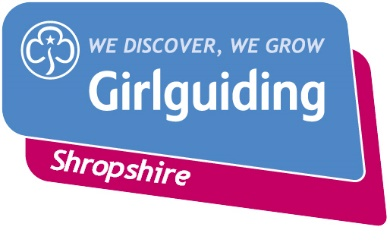 WE DISCOVER, WE GROW
Girlguiding
Shropshire